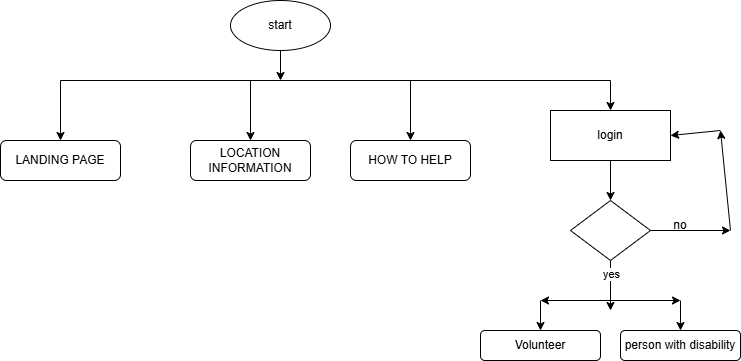 start
LANDING PAGE
LOCATION
INFORMATION
HOW TO HELP
login
no
yes
Volunteer
person with disability